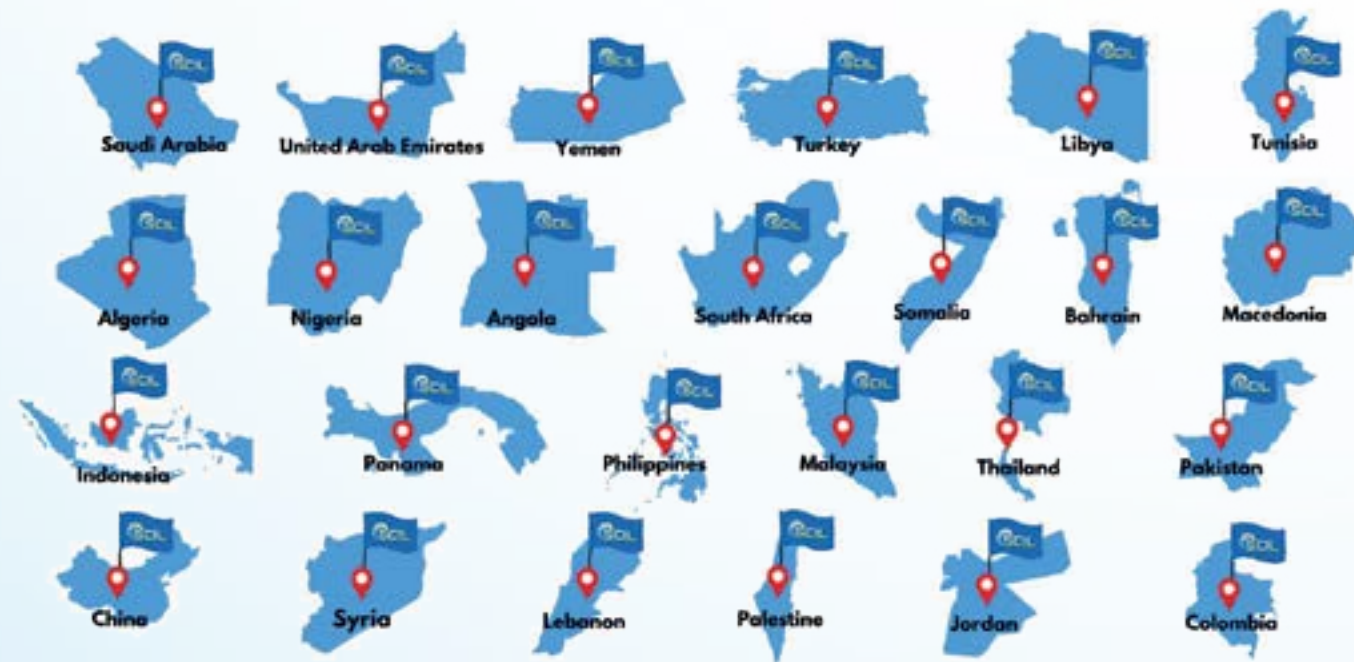 Saudi Arabia
United Arab Emirates
Yemen
Turkey
Libya
Tunisia
Algeria
Nigeria
Angola
South Africa
Somalia
Bahrain
Macedonia
Indonesia
Panama
Philippines
Malaysia
Thailand
Pakistan
China
Syria
Lebanon
Palestine
Jordan
Colombia